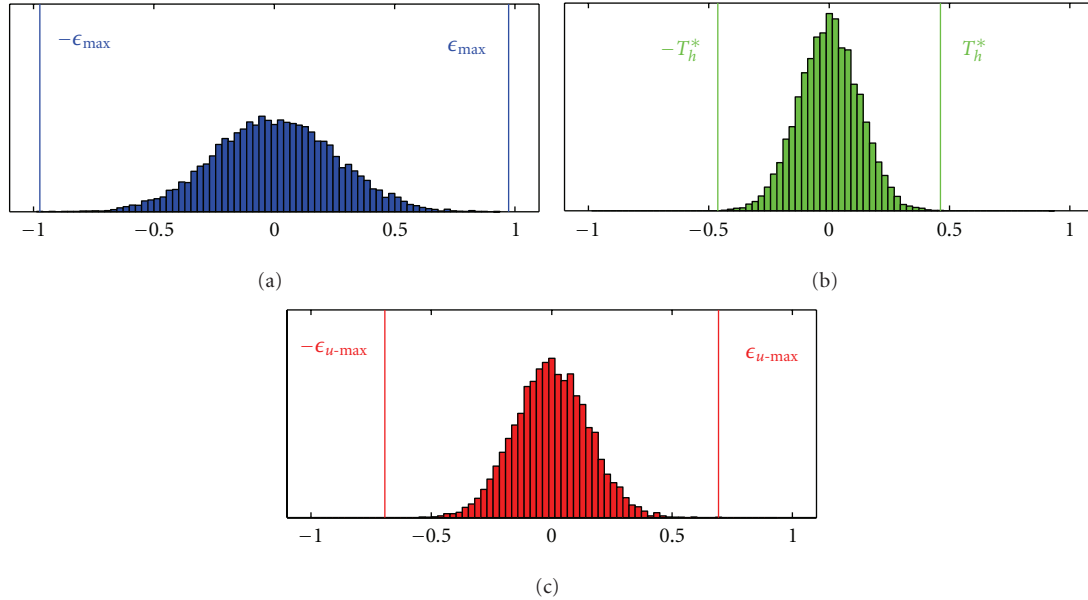 −ϵmax ϵmax
−1 −0.5 0 0.5 1
(a)
−T*h T*h
−1 −0.5 0 0.5 1
(b)
−ϵu-max ϵu-max
−1 −0.5 0 0.5 1
(c)